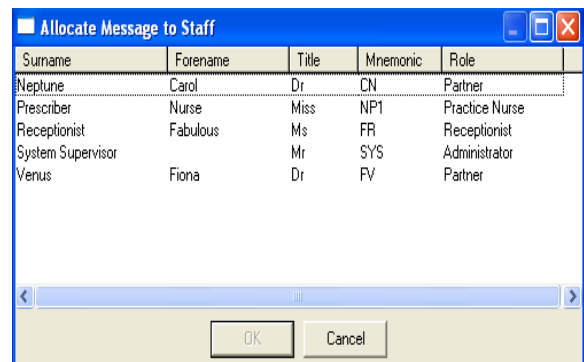 Allocate Message to Staff
Surname Forename Title Mnemonic Role
Neptune Carol Dr CN Partner
Prescriber Nurse Miss NP1 Practice Nurse
Receptionist Fabulous Ms FR Receptionist
System Supervisor Mr SYS Administrator
Venus Fiona Dr FV Partner
OK Cancel